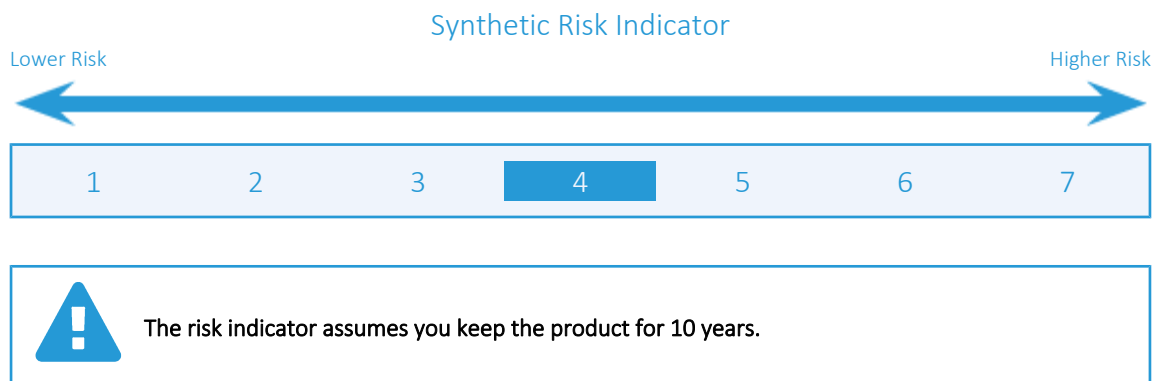 Synthetic Risk Indicator
Lower Risk Higher Risk
1 2 3 4 5 6 7
The risk indicator assumes you keep the product for 10 years.